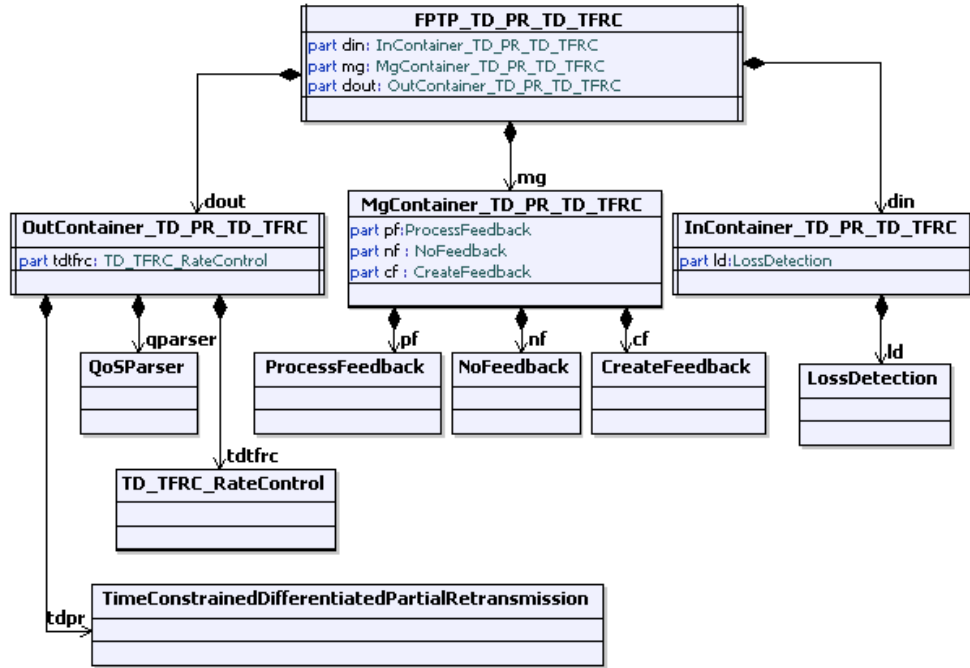 FPTP_TD_PR_TD_TFRC
part din: InContainer_TD_PR_TD_TFRC
part mg: MgContainer_TD_PR_TD_TFRC
part dout: OutContainer_TD_PR_TD_TFRC
dout
mg
din
OutContainer_TD_PR_TD_TFRC
part tdtfrc: TD_TFRC_RateControl
MgContainer_TD_PR_TD_TFRC
part pf:ProcessFeedback
part nf : NoFeedback
part cf : CreateFeedback
InContainer_TD_PR_TD_TFRC
part ld:LossDetection
qparser
pf
nf
cf
ld
QoSParser
ProcessFeedback
NoFeedback
CreateFeedback
LossDetection
tdtfrc
TD_TFRC_RateControl
tdpr
TimeConstrainedDifferentiatedPartialRetransmission